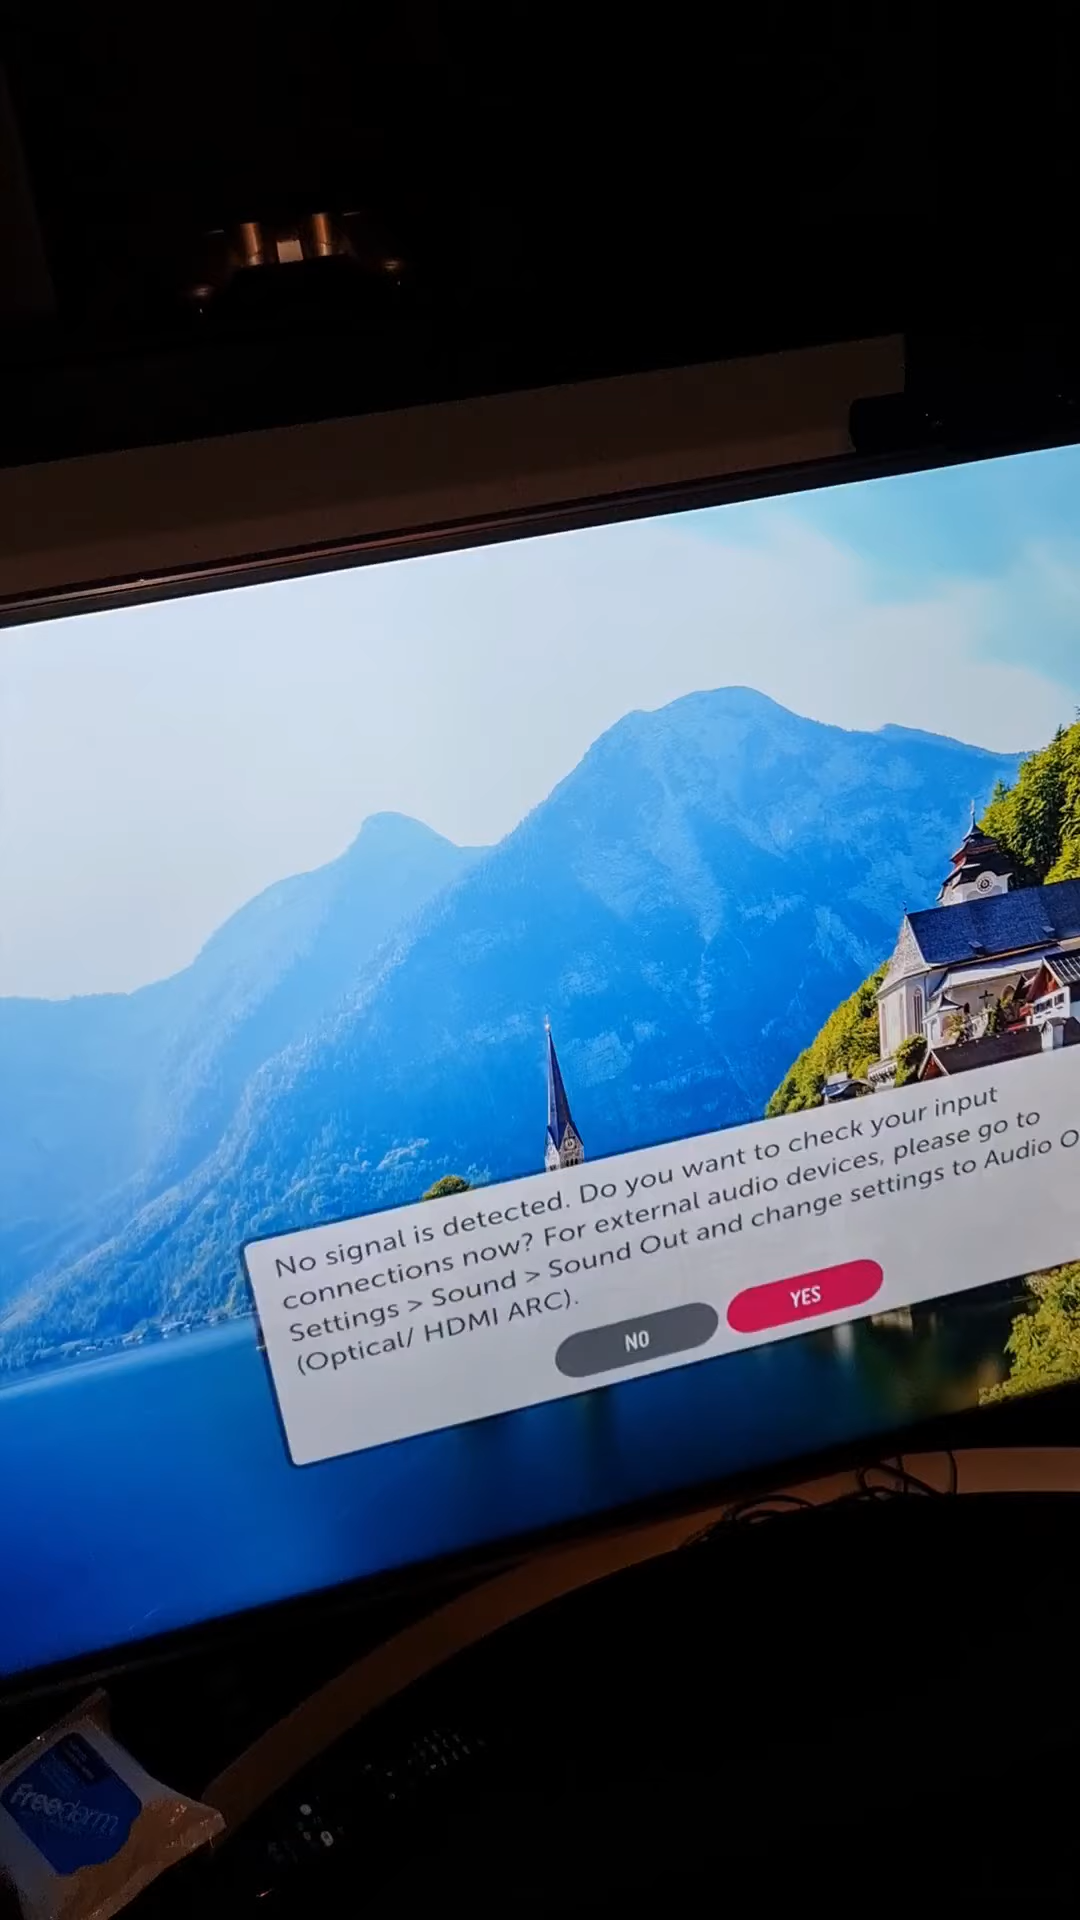 No signal is detected. Do you want to check your input
connections now? For external audio devices, please go to
Settings > Sound > Sound Out and change settings to Audio O
(Optical/ HDMI ARC).
NO
YES
Freederm